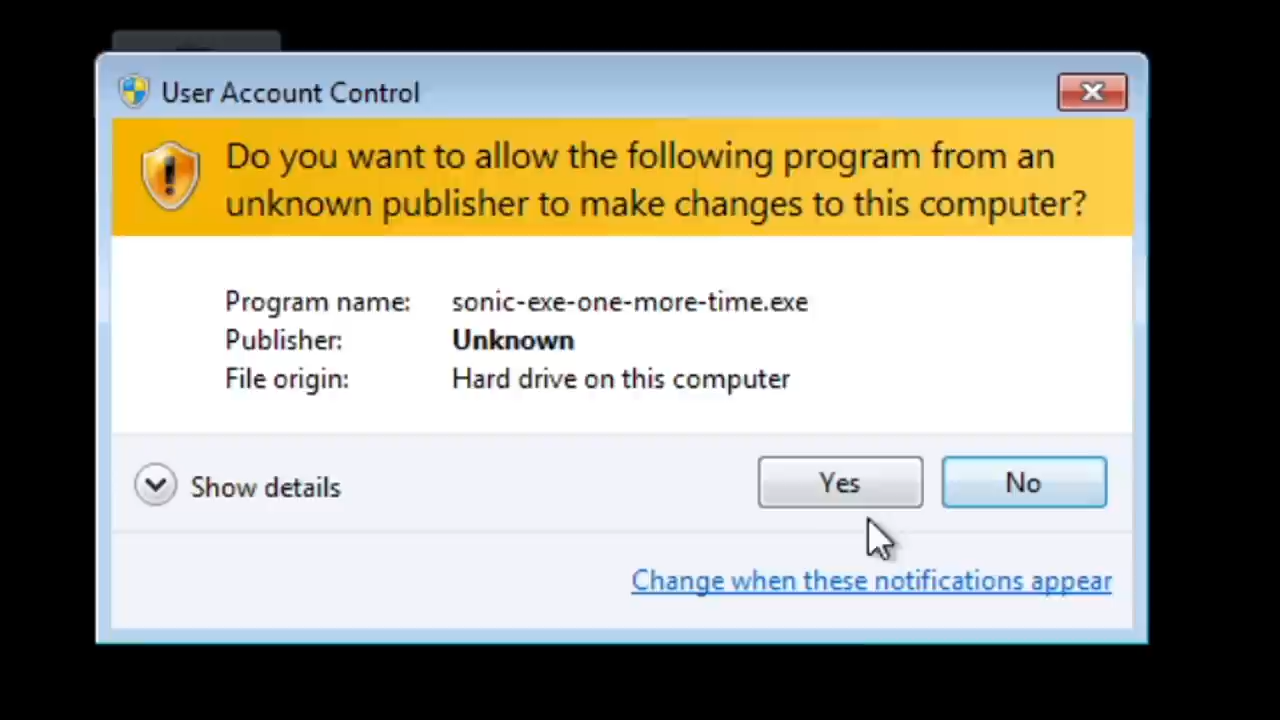 User Account Control
Do you want to allow the following program from an
unknown publisher to make changes to this computer?
Program name: sonic-exe-one-more-time.exe
Publisher: Unknown
File origin: Hard drive on this computer
Show details
Yes No
Change when these notifications appear